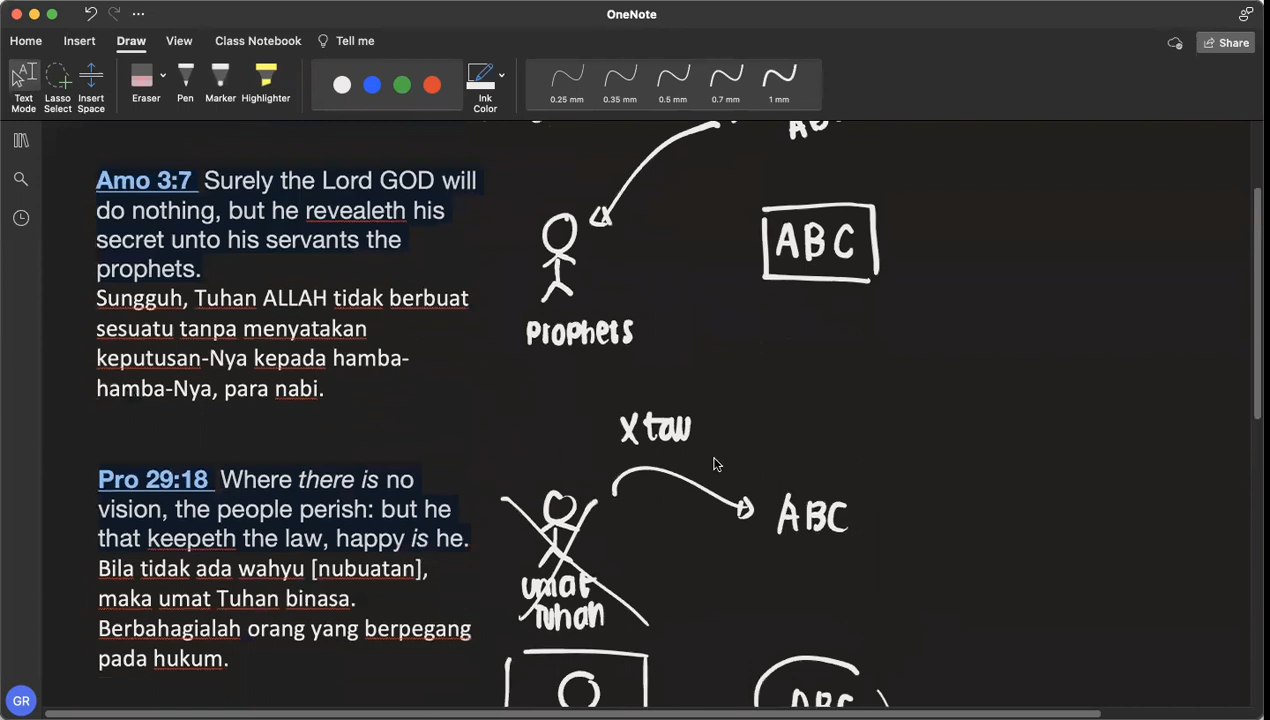 OneNote
Home Insert Draw View Class Notebook Tell me
Share
Text Mode
Lasso Select
Insert Space
Eraser
Pen
Marker
Highlighter
Ink Color
0.25 mm
0.35 mm
0.5 mm
0.7 mm
1 mm
Amo 3:7 Surely the Lord GOD will
do nothing, but he revealeth his
secret unto his servants the
prophets.
Sungguh, Tuhan ALLAH tidak berbuat
sesuatu tanpa menyatakan
keputusan-Nya kepada hamba-
hamba-Nya, para nabi.
ABC
Prophets
Pro 29:18 Where there is no
vision, the people perish: but he
that keepeth the law, happy is he.
Bila tidak ada wahyu [nubuatan],
maka umat Tuhan binasa.
Berbahagialah orang yang berpegang
pada hukum.
X tau
ABC
umat
Tuhan
ABC
GR